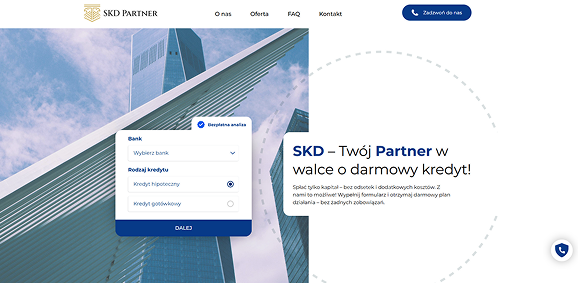 SKD PARTNER
O nas
Oferta
FAQ
Kontakt
Zadzwoń do nas
Bezpłatna analiza
Bank
Wybierz bank
Rodzaj kredytu
Kredyt hipoteczny
Kredyt gotówkowy
DALEJ
SKD – Twój Partner w
walce o darmowy kredyt!
Spłać tylko kapitał – bez odsetek i dodatkowych kosztów. Z
nami to możliwe! Wypełnij formularz i otrzymaj darmowy plan
działania – bez żadnych zobowiązań.